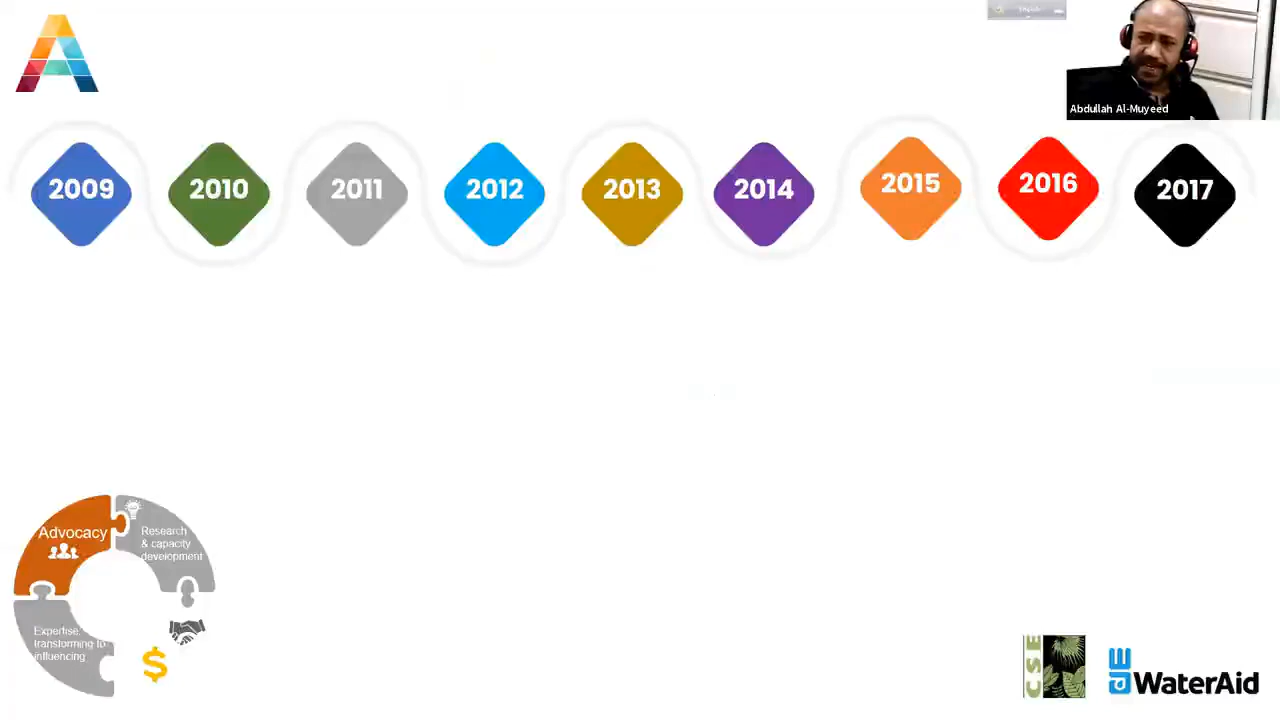 Abdullah Al-Muyeed
2009
2010
2011
2012
2013
2014
2015
2016
2017
Advocacy
Research
& capacity
development
Expertise:
transforming to
influencing
$
CSE
WaterAid